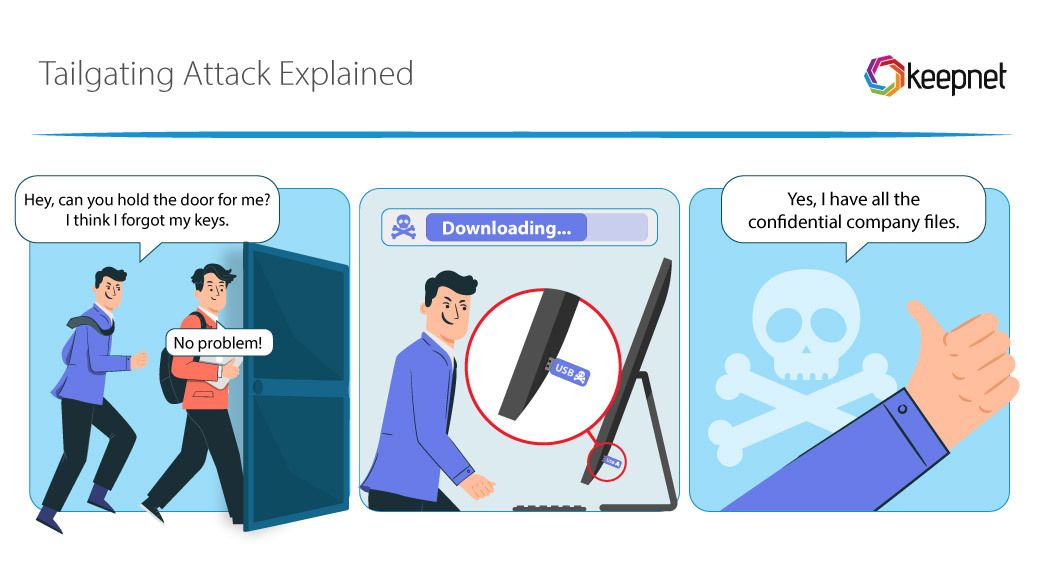 Tailgating Attack Explained
keepnet
Hey, can you hold the door for me?
I think I forgot my keys.
No problem!
Downloading...
USB
USB
Yes, I have all the
confidential company files.